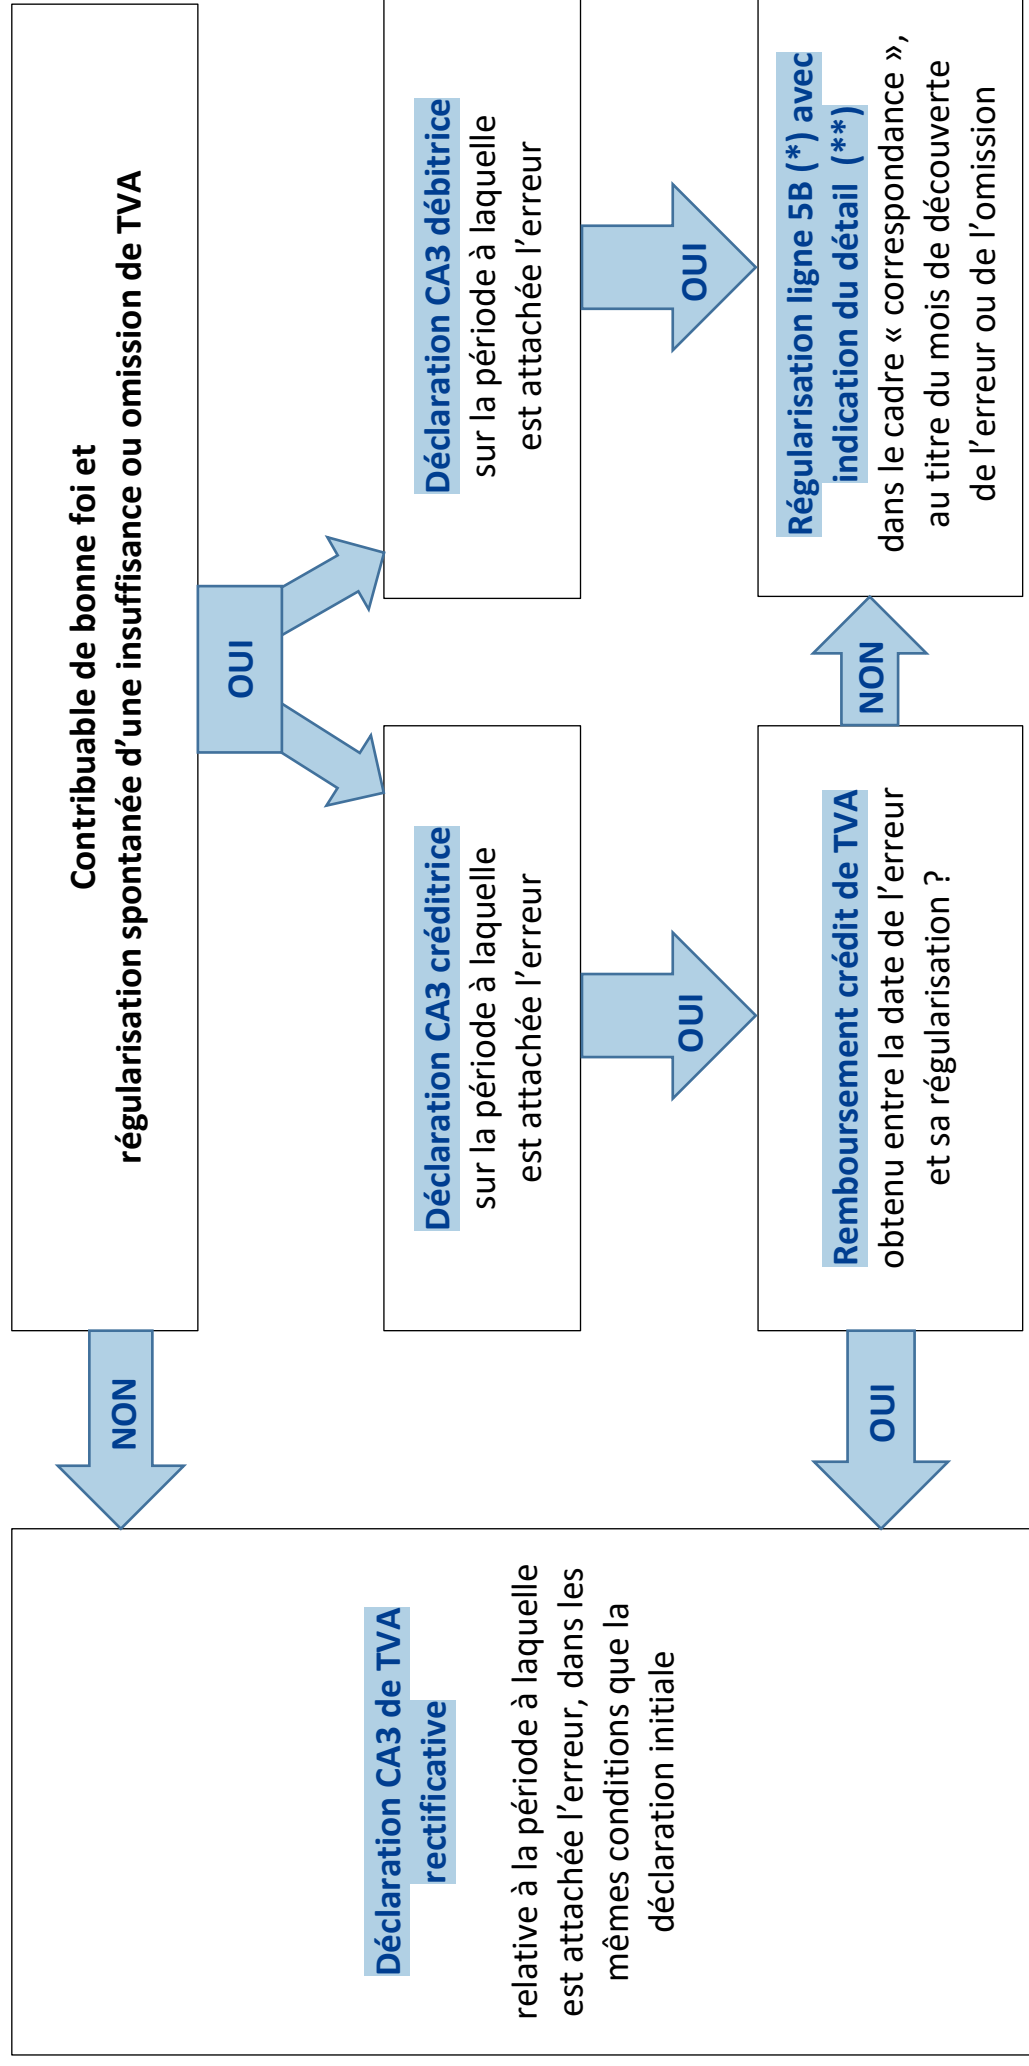 Contribuable de bonne foi et
régularisation spontanée d'une insuffisance ou omission de TVA
NON
OUI
Déclaration CA3 de TVA
rectificative
relative à la période à laquelle
est attachée l'erreur, dans les
mêmes conditions que la
déclaration initiale
Déclaration CA3 créditrice
sur la période à laquelle
est attachée l'erreur
Déclaration CA3 débitrice
sur la période à laquelle
est attachée l'erreur
OUI
OUI
OUI
Remboursement crédit de TVA
obtenu entre la date de l'erreur
et sa régularisation ?
NON
Régularisation ligne 5B (*) avec
indication du détail (**)
dans le cadre « correspondance »,
au titre du mois de découverte
de l'erreur ou de l'omission